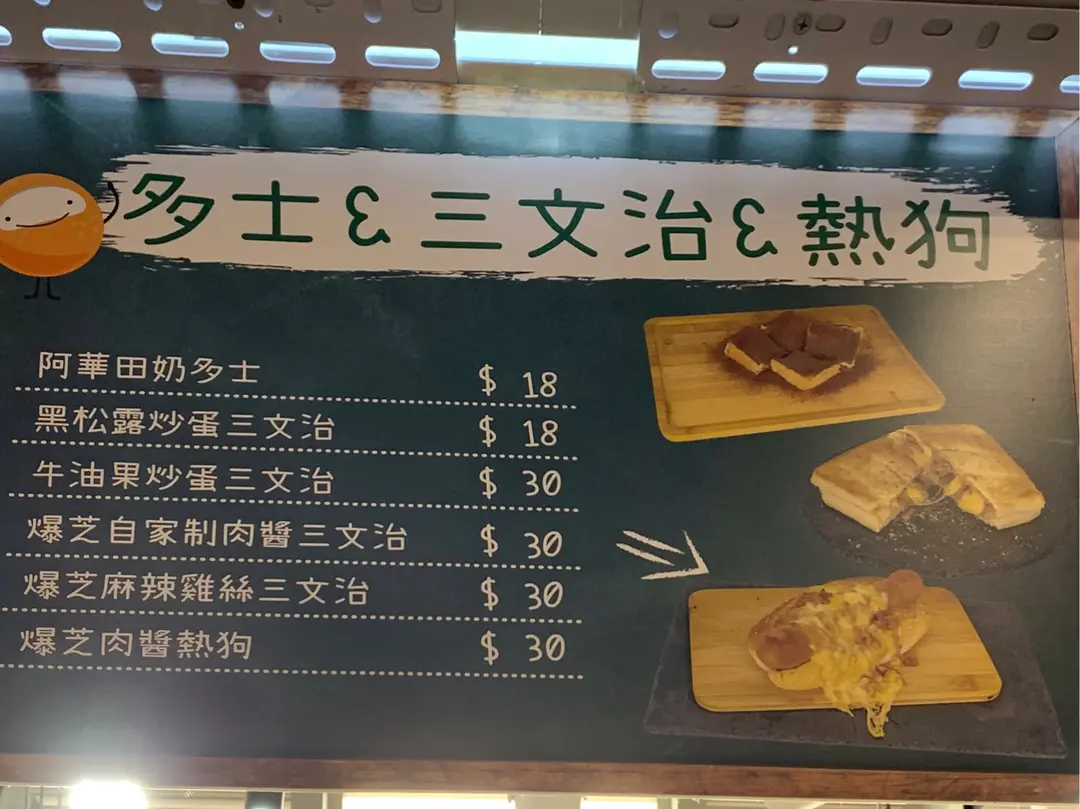 多士&三文治&熱狗
阿華田奶多士 $ 18
黑松露炒蛋三文治 $ 18
牛油果炒蛋三文治 $ 30
爆芝自家制肉醬三文治 $ 30
爆芝麻辣雞絲三文治 $ 30
爆芝肉醬熱狗 $ 30